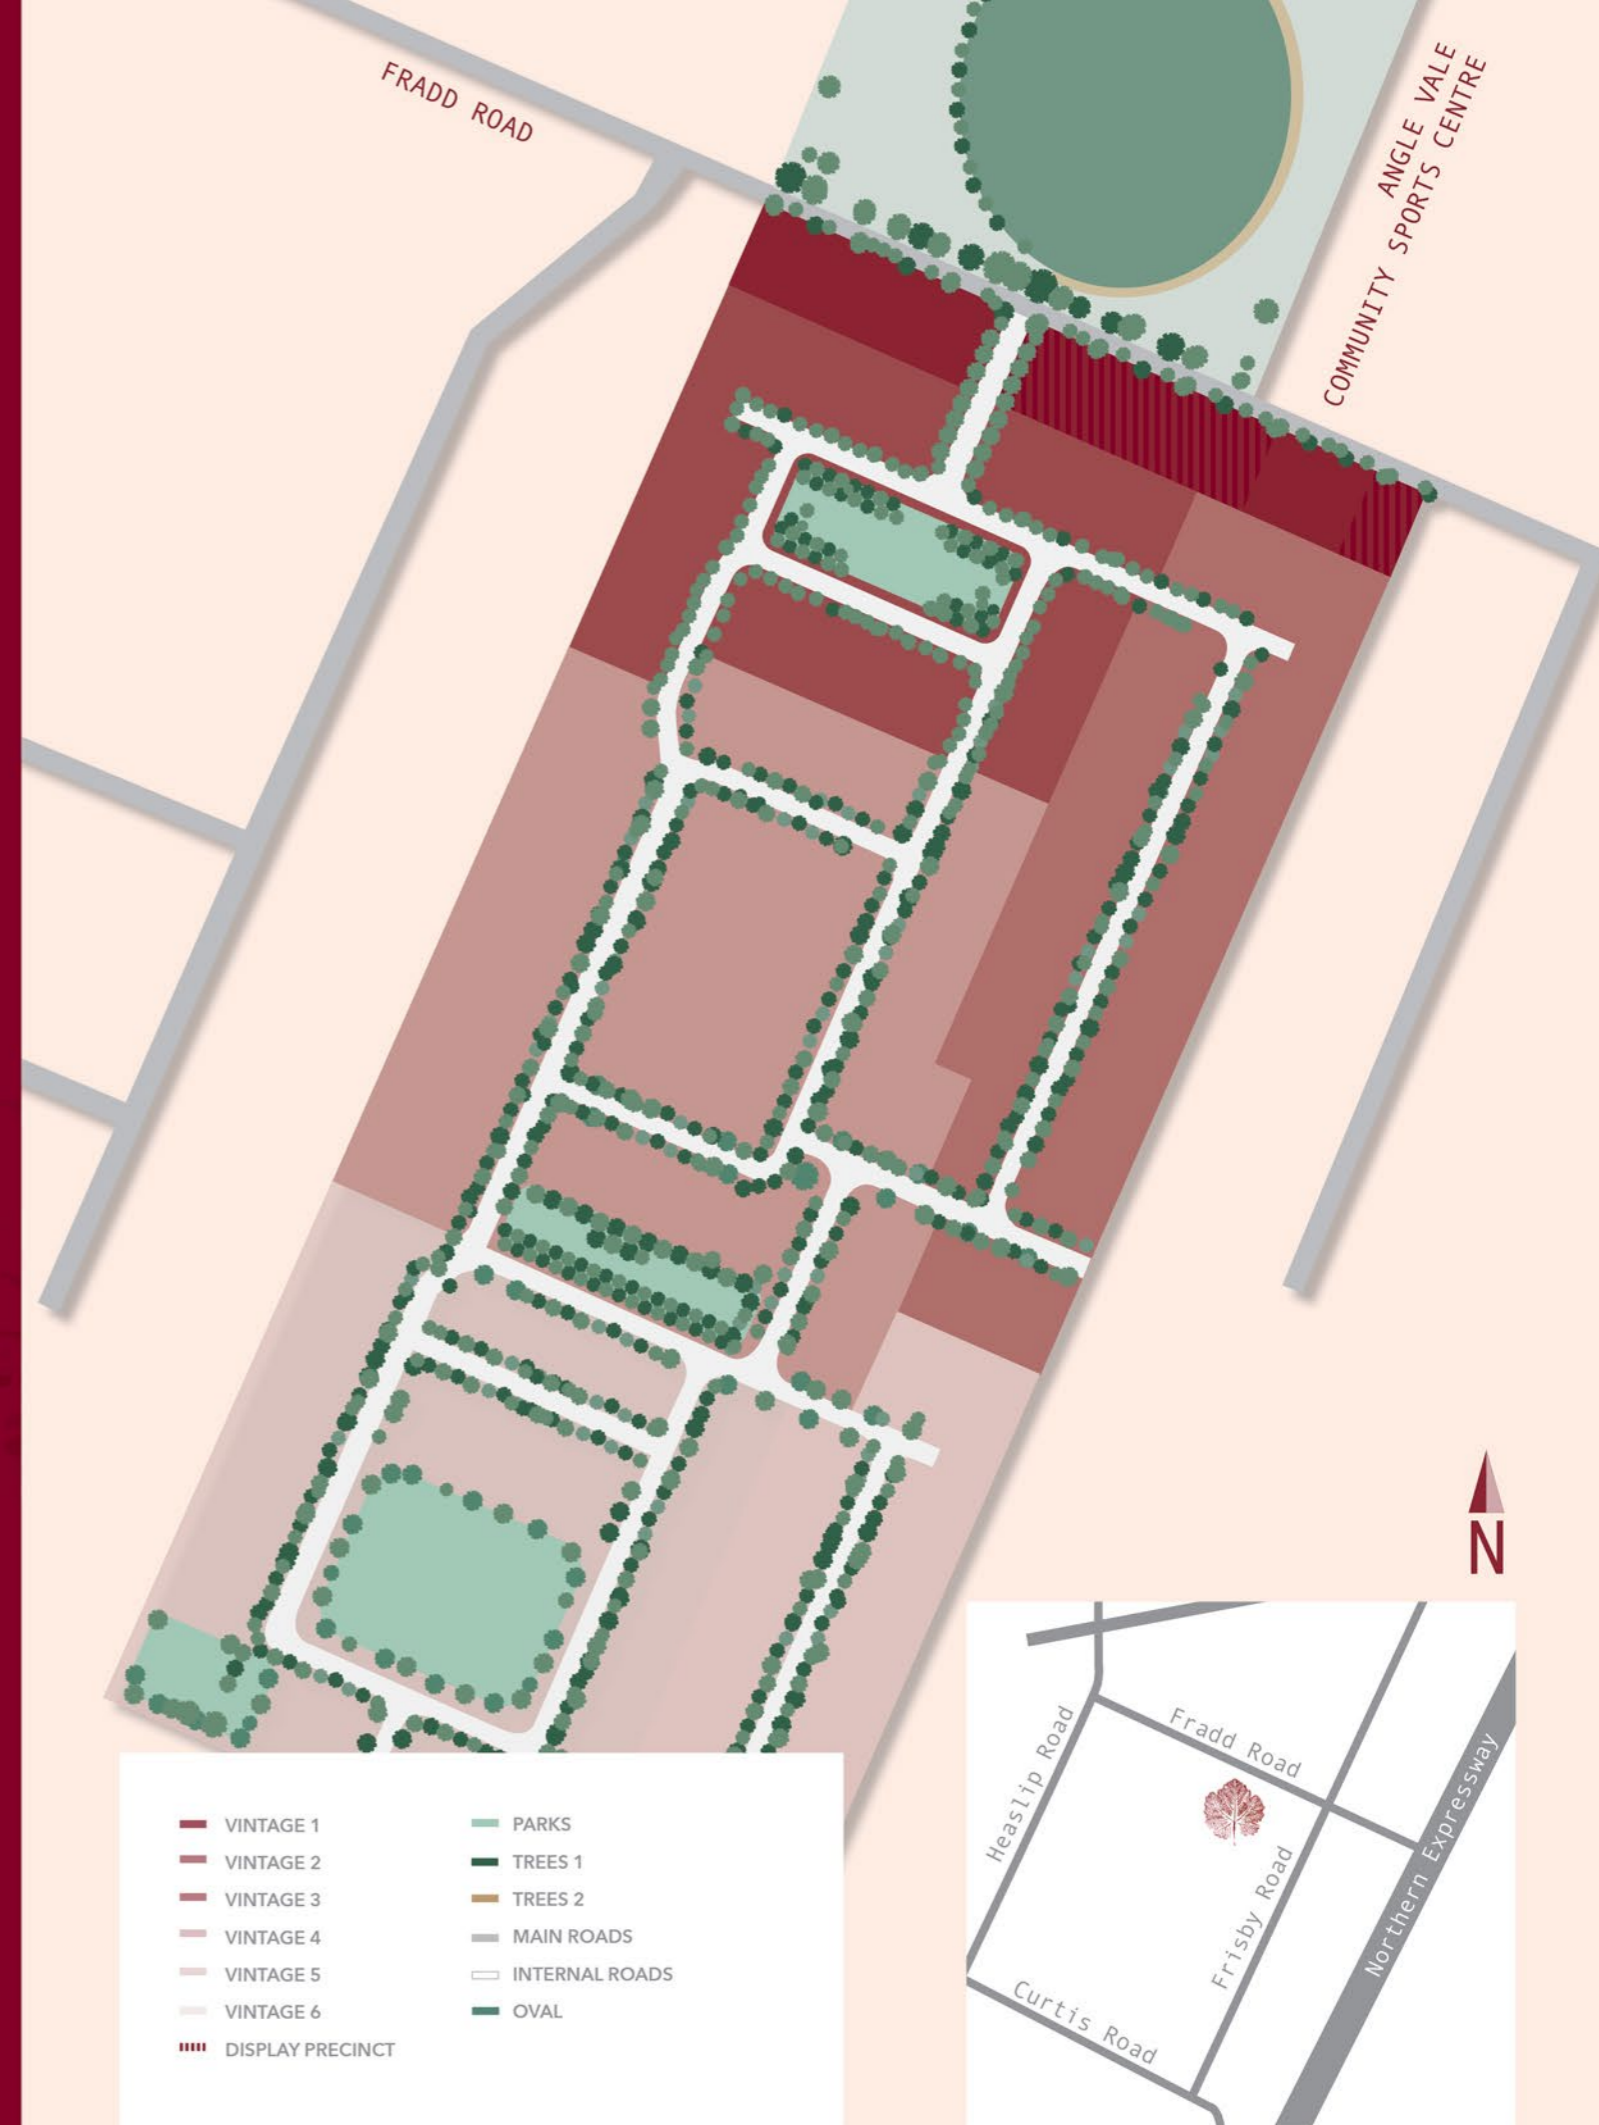 FRADD ROAD
ANGLE VALE
COMMUNITY SPORTS CENTRE
N
VINTAGE 1
VINTAGE 2
VINTAGE 3
VINTAGE 4
VINTAGE 5
VINTAGE 6
DISPLAY PRECINCT
PARKS
TREES 1
TREES 2
MAIN ROADS
INTERNAL ROADS
OVAL
Heaslip Road
Fradd Road
Frisby Road
Northern Expressway
Curtis Road